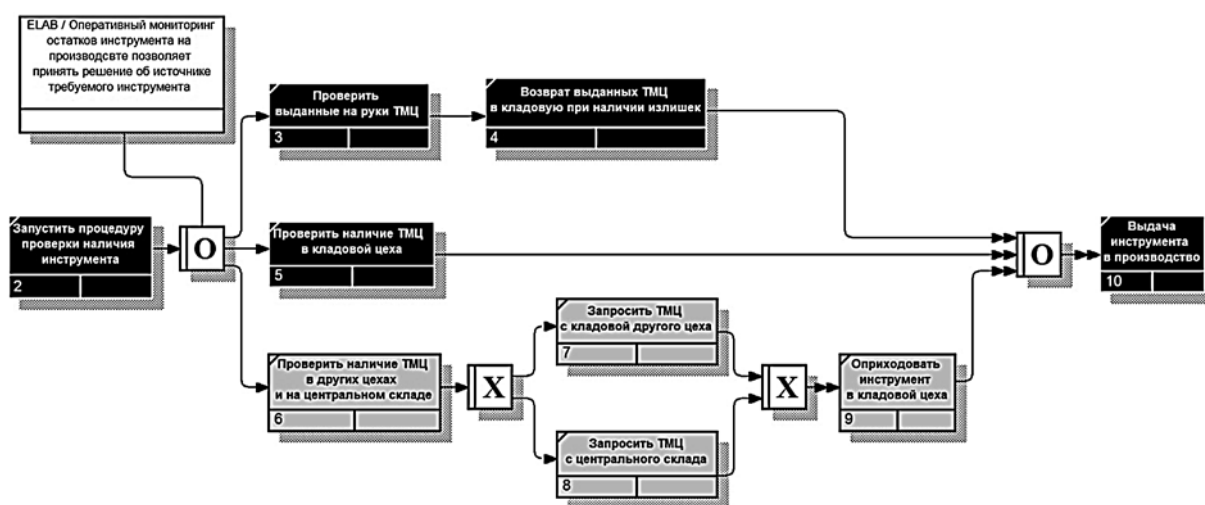 ELAB / Оперативный мониторинг
остатков инструмента на
произвосдвте позволяет
принять решение об источнике
требуемого инструмента
Проверить
выданные на руки ТМЦ
3
Возврат выданных ТМЦ
в кладовую при наличии излишек
4
Запустить процедуру
проверки наличия
инструмента
2
O
Проверить наличие ТМЦ
в кладовой цеха
5
O
Выдача
инструмента
в производство
10
Запросить ТМЦ
с кладовой другого цеха
7
Проверить наличие ТМЦ
в других цехах
и на центральном складе
6
X
X
Оприходовать
инструмент
в кладовой цеха
9
Запросить ТМЦ
с центрального склада
8